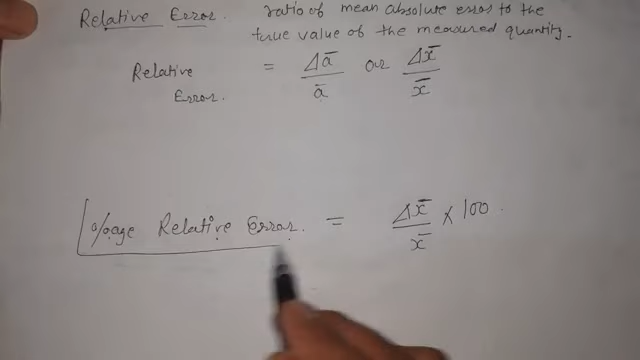 Relative Error. ratio of mean absolute error to the
true value of the measured quantity.
Relative Error. = Δa̅ / a̅ or Δx̅ / x̅
%age Relative Error. = Δx̅ / x̅ × 100